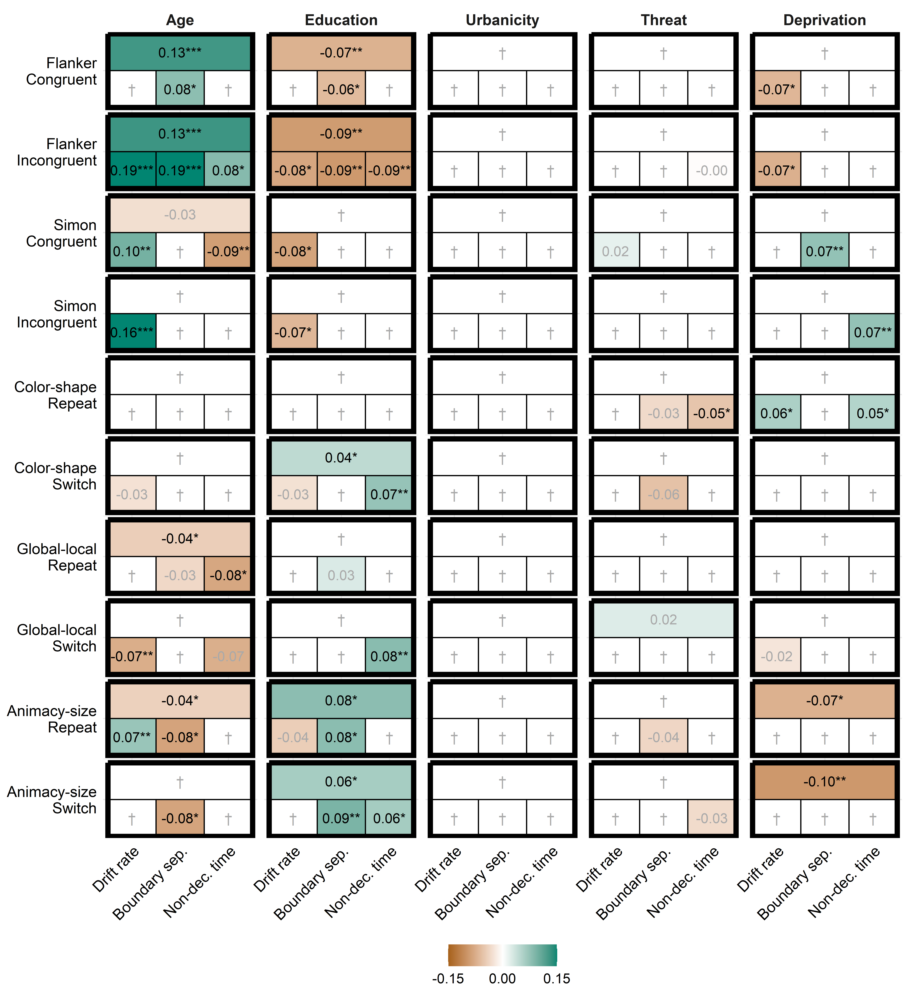 Age Education Urbanicity Threat Deprivation
0.13*** -0.07** † † †
Flanker
Congruent
† 0.08* † † -0.06* † † † † † † † -0.07* † †
0.13*** -0.09** † † †
Flanker
Incongruent
0.19*** 0.19*** 0.08* -0.08* -0.09** -0.09** † † † † † -0.00 -0.07* † †
-0.03 † † † †
Simon
Congruent
0.10** † -0.09** -0.08* † † † † † 0.02 † † † 0.07** †
† † † † †
Simon
Incongruent
0.16*** † † -0.07* † † † † † † † † † † 0.07**
† † † † †
Color-shape
Repeat
† † † † † † † † † † -0.03 -0.05* 0.06* † 0.05*
† 0.04* † † †
Color-shape
Switch
-0.03 † † -0.03 † 0.07** † † † † -0.06 † † † †
-0.04* † † † †
Global-local
Repeat
† -0.03 -0.08* † 0.03 † † † † † † † † † †
† † † 0.02 †
Global-local
Switch
-0.07** † -0.07 † † 0.08** † † † † † † -0.02 † †
-0.04* 0.08* † † -0.07*
Animacy-size
Repeat
0.07** -0.08* † -0.04 0.08* † † † † † -0.04 † † † †
† 0.06* † † -0.10**
Animacy-size
Switch
† -0.08* † † 0.09** 0.06* † † † † † -0.03 † † †
Drift rate Boundary sep. Non-dec. time Drift rate Boundary sep. Non-dec. time Drift rate Boundary sep. Non-dec. time Drift rate Boundary sep. Non-dec. time Drift rate Boundary sep. Non-dec. time
-0.15 0.00 0.15